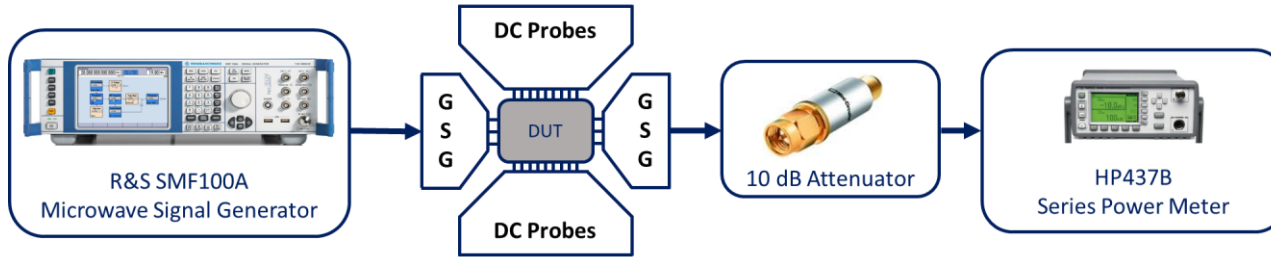 DC Probes
G
S
G
DUT
G
S
G
DC Probes
R&S SMF100A
Microwave Signal Generator
10 dB Attenuator
HP437B
Series Power Meter